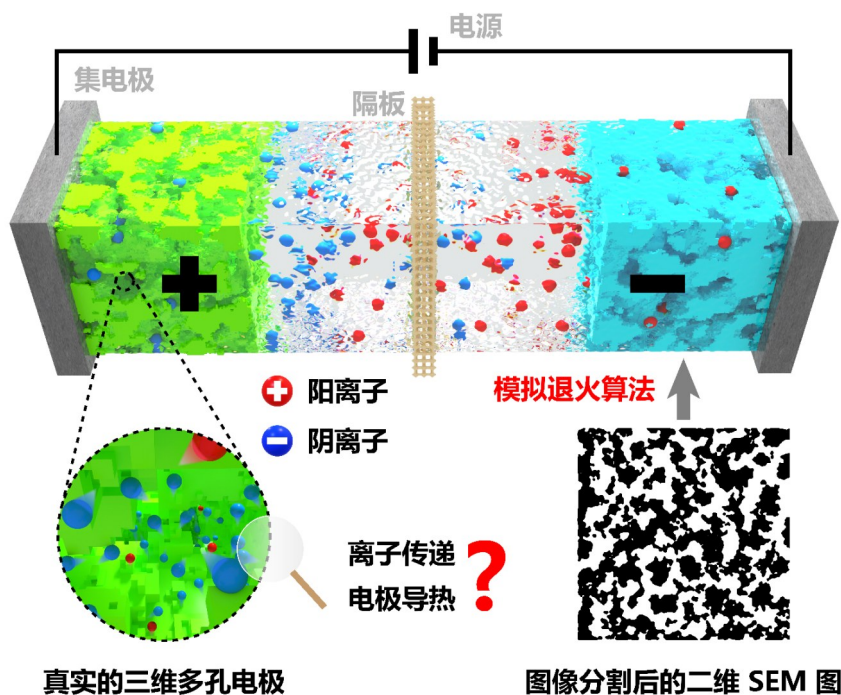 电源
集电极
隔板
阳离子
模拟退火算法
阴离子
离子传递
电极导热
?
真实的三维多孔电极
图像分割后的二维 SEM 图